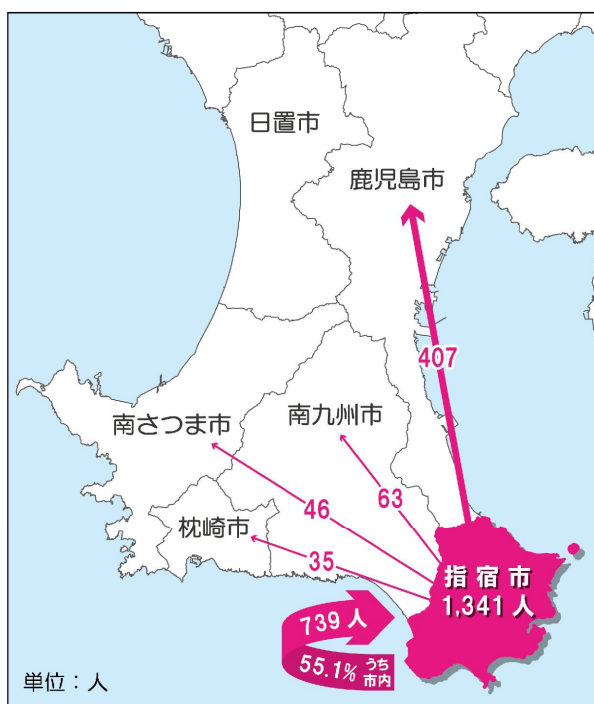 日置市
鹿児島市
407
南さつま市
南九州市
46
63
枕崎市
35
指宿市
1,341人
739人
55.1% うち市内
単位：人